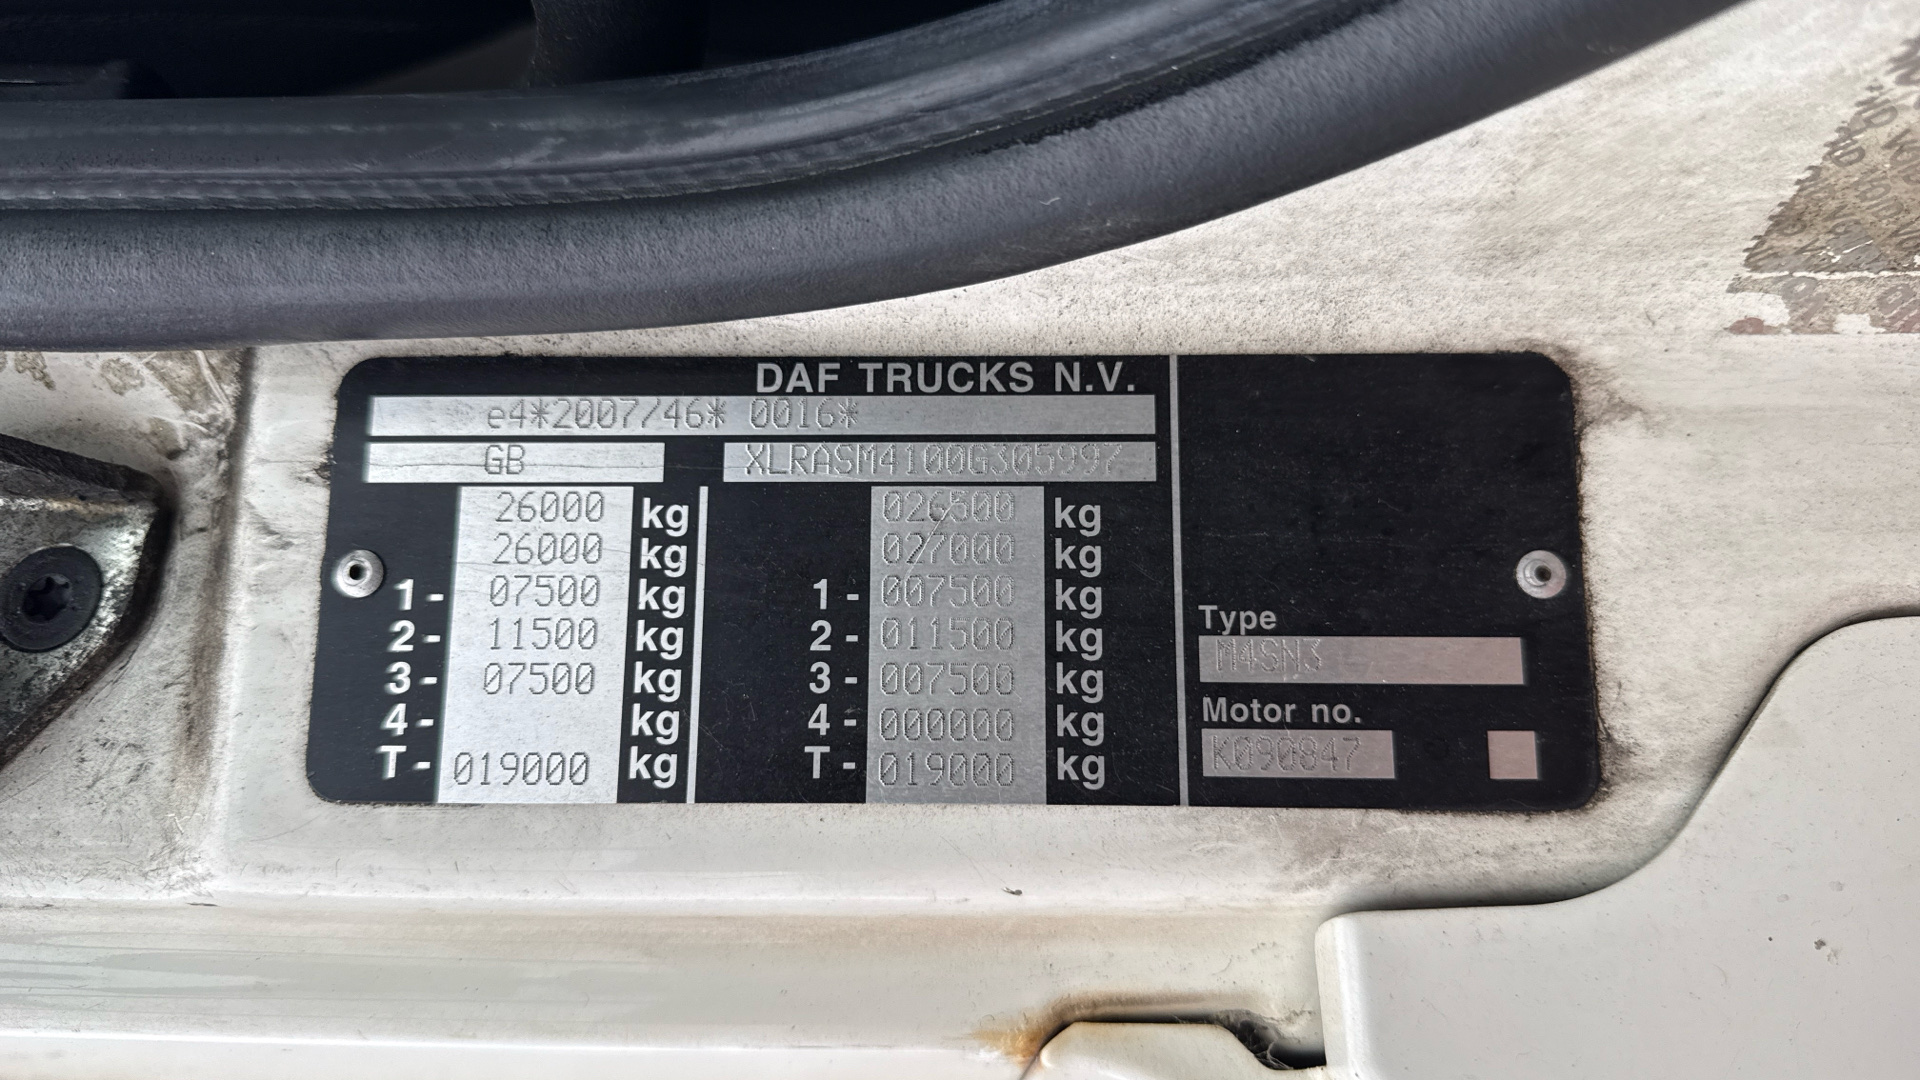 DAF TRUCKS N.V.
e4*2007/46* 0016*
GB XLRASM4100G305997
26000 kg 026500 kg
26000 kg 027000 kg
1- 07500 kg 1- 007500 kg
2- 11500 kg 2- 011500 kg
3- 07500 kg 3- 007500 kg
4- kg 4- 000000 kg
T- 019000 kg T- 019000 kg
Type
M4SN3
Motor no.
K090847